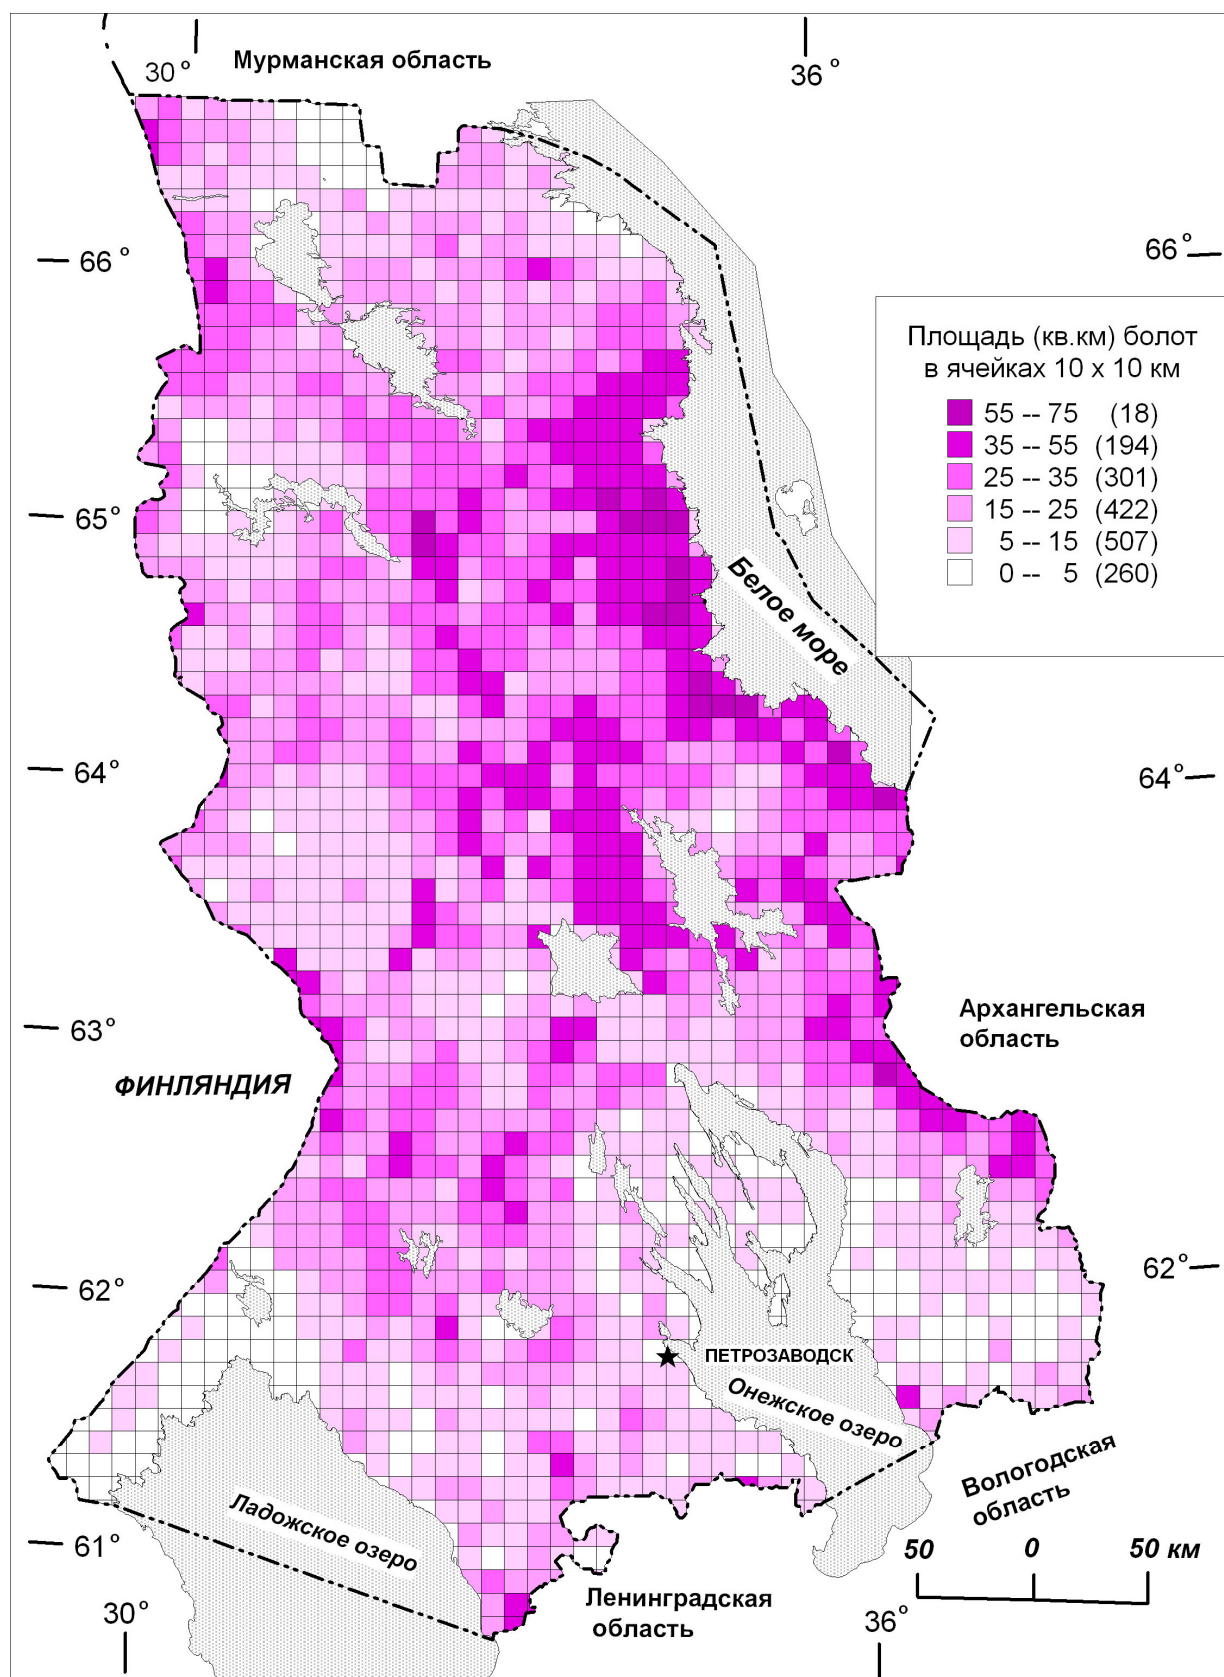 Мурманская область
30°
36°
66°
66°
Площадь (кв.км) болот
в ячейках 10 х 10 км
55 -- 75 (18)
35 -- 55 (194)
25 -- 35 (301)
15 -- 25 (422)
5 -- 15 (507)
0 -- 5 (260)
65°
Белое море
64°
64°
63°
Архангельская
область
ФИНЛЯНДИЯ
62°
62°
ПЕТРОЗАВОДСК
Онежское озеро
Вологодская
область
Ладожское озеро
61°
50 0 50 км
Ленинградская
область
30°
36°